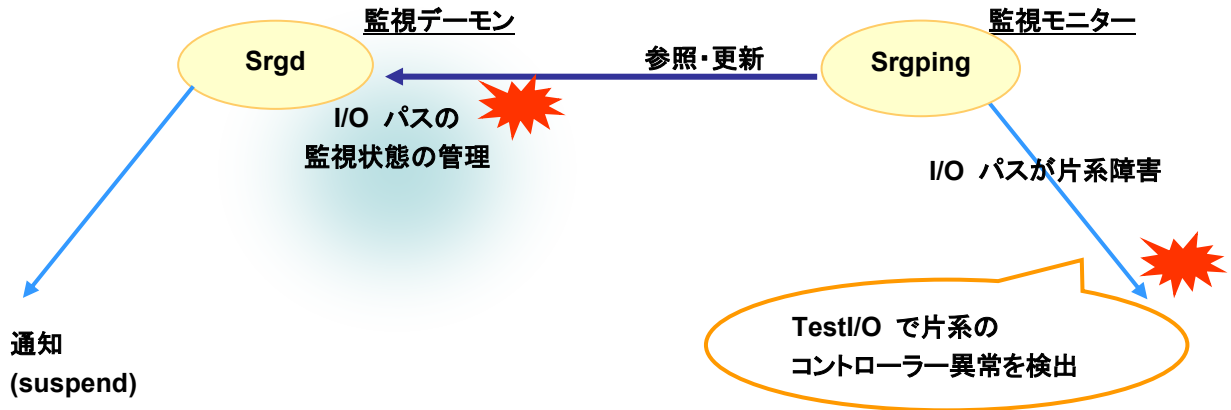 監視デーモン
監視モニター
Srgd
参照・更新
Srgping
I/O パスの
監視状態の管理
I/O パスが片系障害
TestI/O で片系の
コントローラー異常を検出
通知
(suspend)